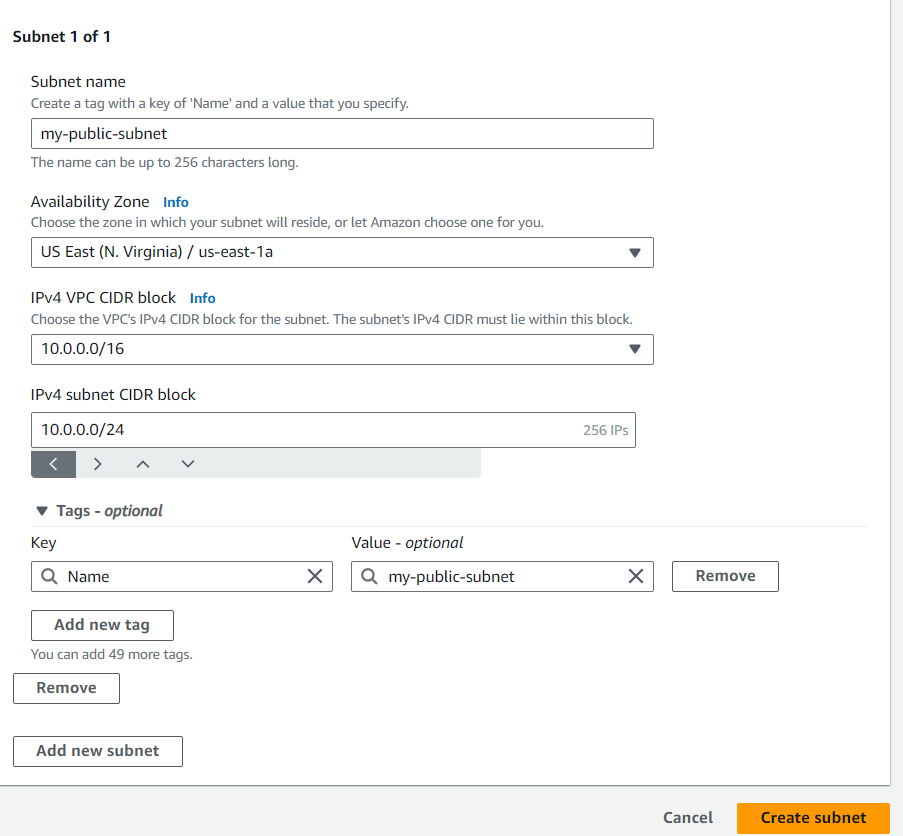 Subnet 1 of 1
Subnet name
Create a tag with a key of 'Name' and a value that you specify.
my-public-subnet
The name can be up to 256 characters long.
Availability Zone Info
Choose the zone in which your subnet will reside, or let Amazon choose one for you.
US East (N. Virginia) / us-east-1a
IPv4 VPC CIDR block Info
Choose the VPC's IPv4 CIDR block for the subnet. The subnet's IPv4 CIDR must lie within this block.
10.0.0.0/16
IPv4 subnet CIDR block
10.0.0.0/24 256 IPs
Tags - optional
Key Value - optional
Name my-public-subnet Remove
Add new tag
You can add 49 more tags.
Remove
Add new subnet
Cancel Create subnet